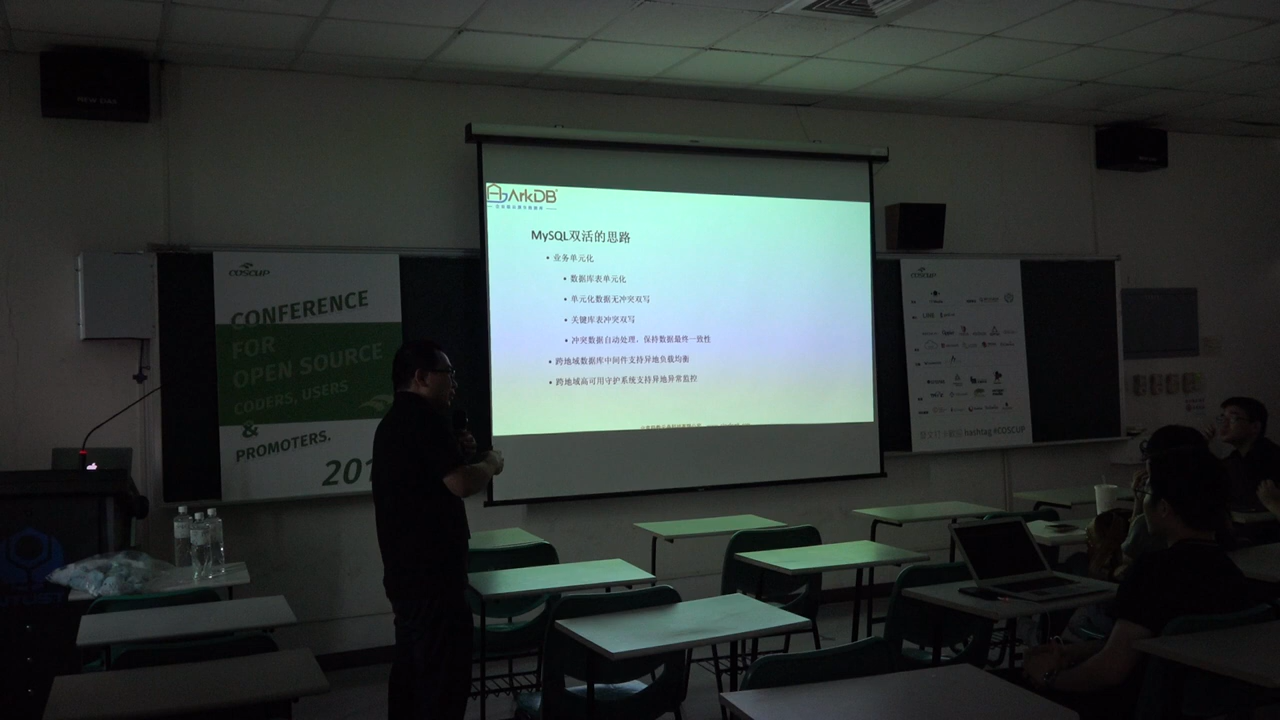 ArkDB
MySQL双活的思路
• 业务单元化
• 数据库表单元化
• 单元化数据无冲突双写
• 关键库表冲突双写
• 冲突数据自动处理，保持数据最终一致性
• 跨地域数据库中间件支持异地负载均衡
• 跨地域高可用守护系统支持异地异常监控
COSCUP
CONFERENCE
FOR
OPEN SOURCE
CODERS, USERS
&
PROMOTERS.
201
COSCUP
hashtag #COSCUP